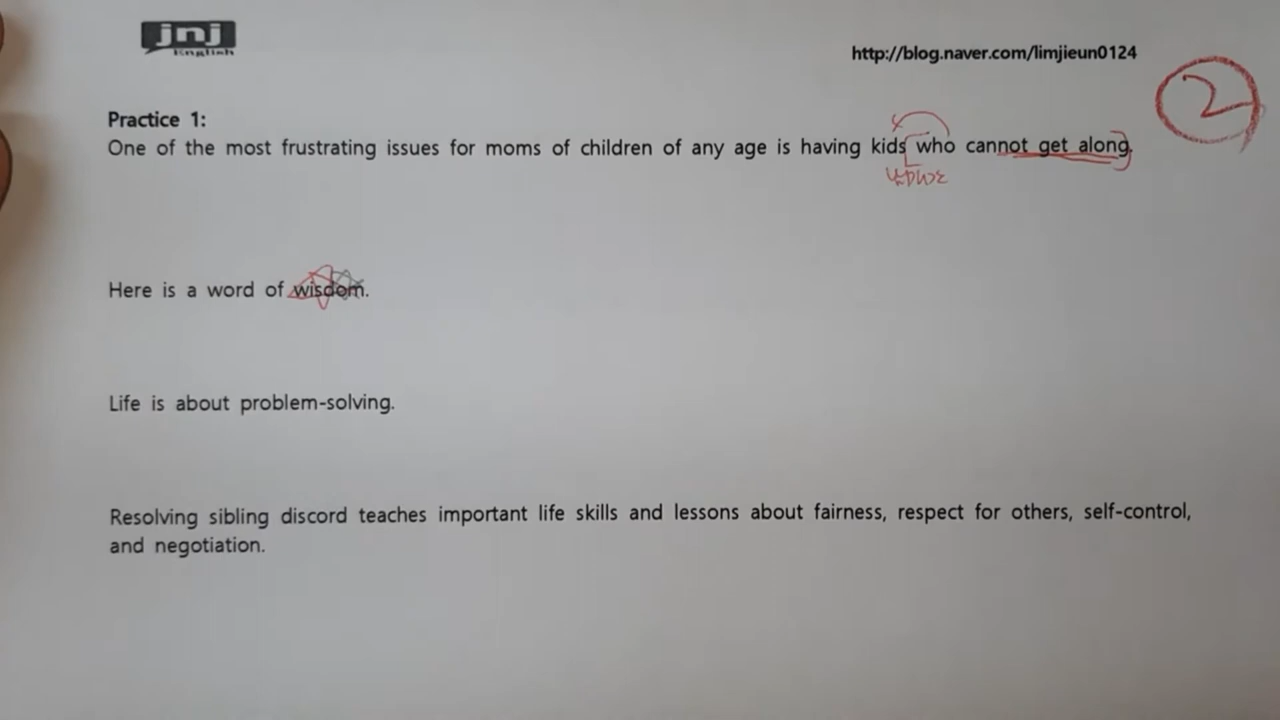 jnj
English
http://blog.naver.com/limjieun0124
2
Practice 1:
One of the most frustrating issues for moms of children of any age is having kids who cannot get along.
Here is a word of wisdom.
Life is about problem-solving.
Resolving sibling discord teaches important life skills and lessons about fairness, respect for others, self-control,
and negotiation.